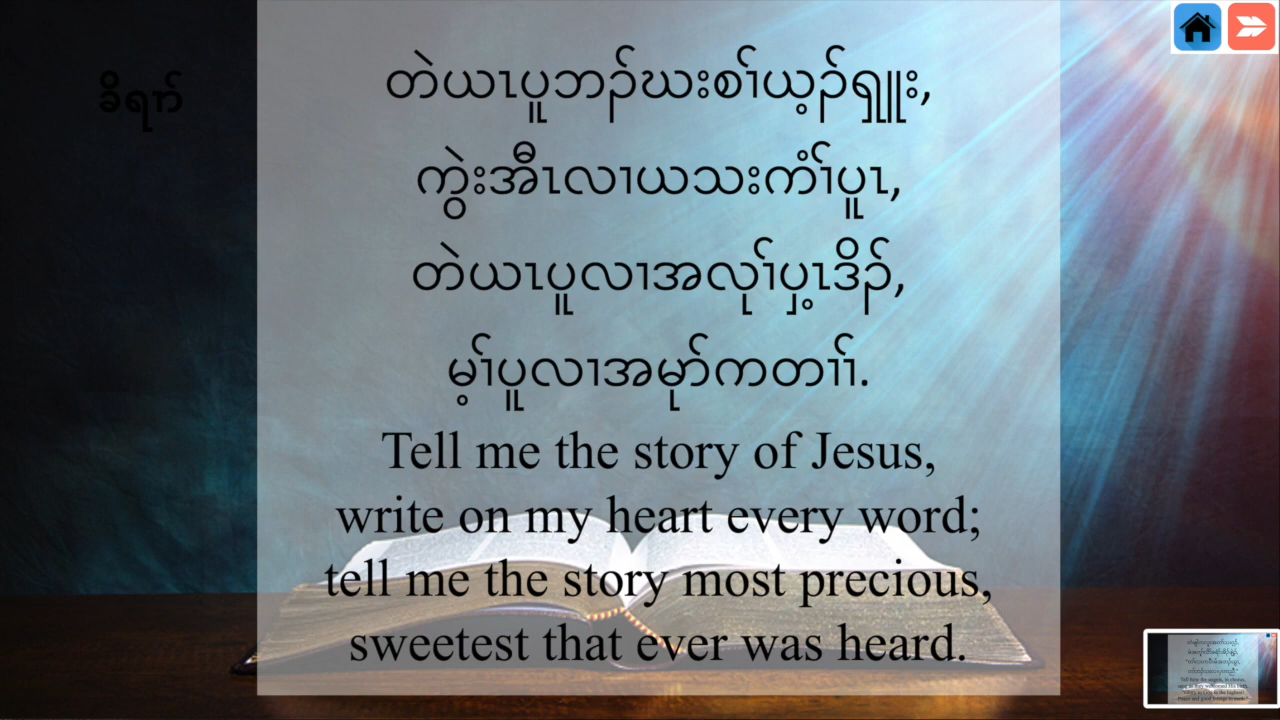 ခိရၢာ်
တဲယၤပူဘၣ်ဃးစ်ၢယ့ၣ်ရှူး,
ကွဲးအီၤလၢယသးကံၢ်ပူၤ,
တဲယၤပူလၢအလုၢ်ပှ့ၤဒိၣ်,
မ့ၢ်ပူလၢအမုာ်ကတၢၢ်.
Tell me the story of Jesus,
write on my heart every word;
tell me the story most precious,
sweetest that ever was heard.